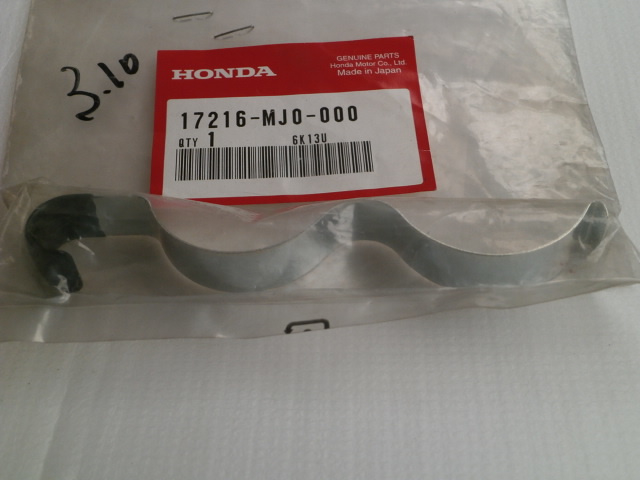 3.10
HONDA
GENUINE PARTS
Honda Motor Co., Ltd.
Made in Japan
17216-MJ0-000
QTY 1 6K13U